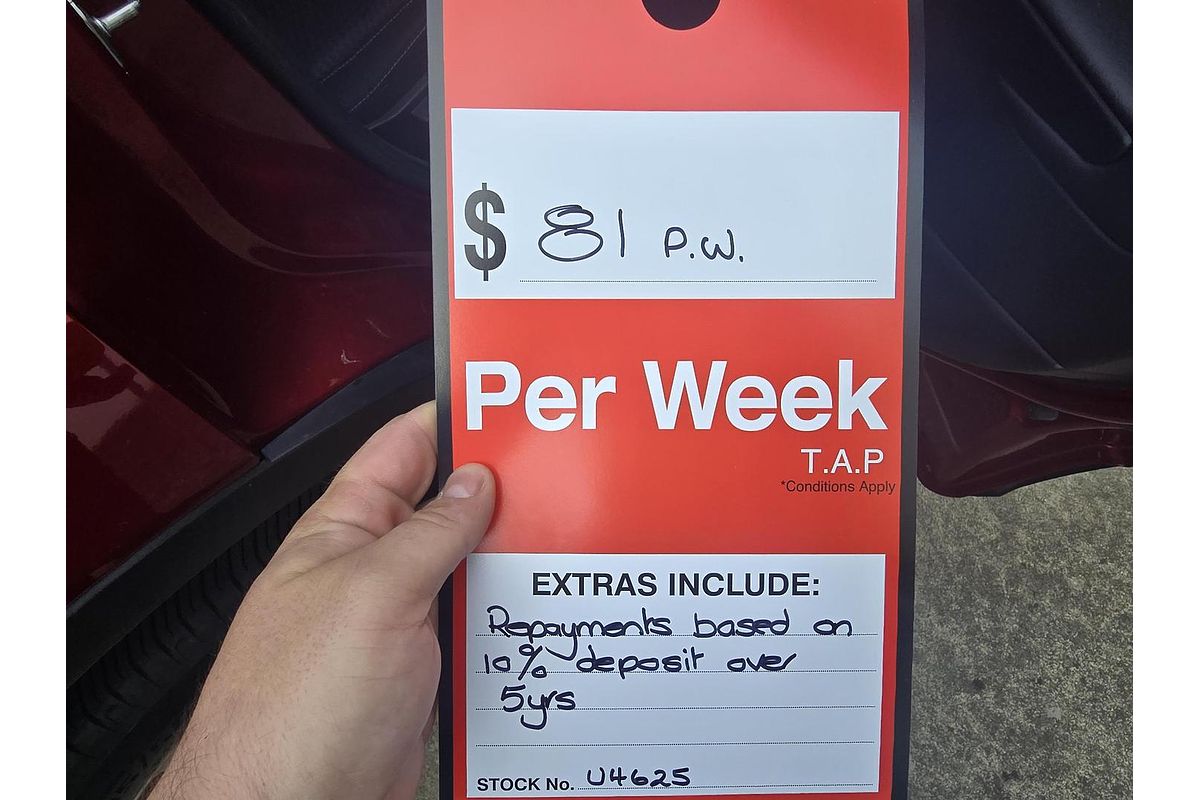 $ 81 P.W.
Per Week
T.A.P
*Conditions Apply
EXTRAS INCLUDE:
Repayments based on
10% deposit over
5yrs
STOCK No. U4625